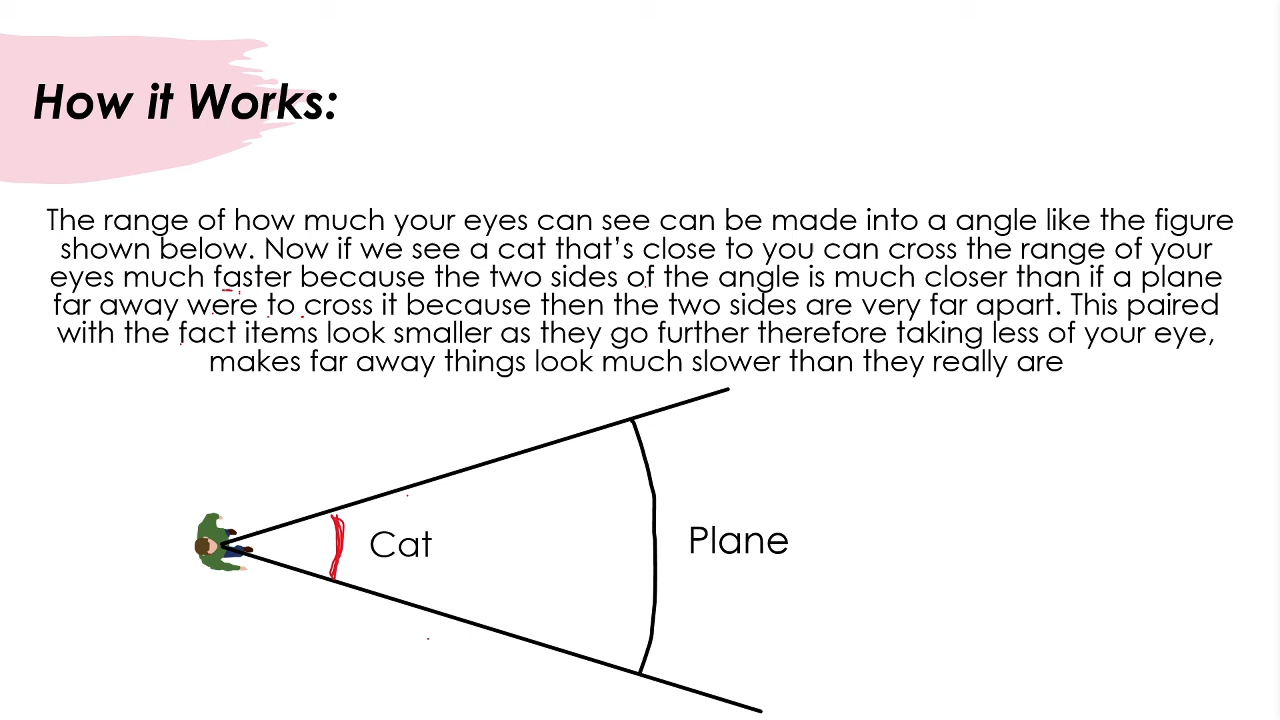 How it Works:
The range of how much your eyes can see can be made into a angle like the figure
shown below. Now if we see a cat that’s close to you can cross the range of your
eyes much faster because the two sides of the angle is much closer than if a plane
far away were to cross it because then the two sides are very far apart. This paired
with the fact items look smaller as they go further therefore taking less of your eye,
makes far away things look much slower than they really are
Cat
Plane